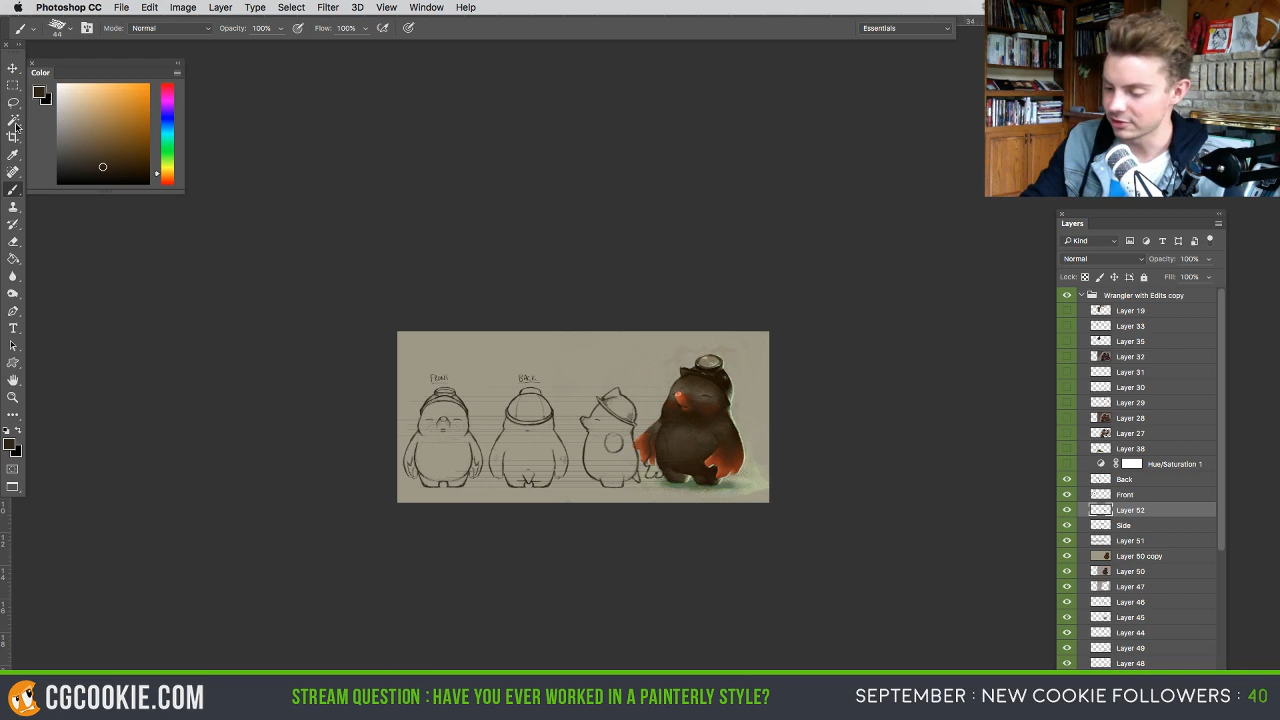 Photoshop CC File Edit Image Layer Type Select Filter 3D View Window Help
44 Mode: Normal Opacity: 100% Flow: 100% Essentials 34
Color
Layers
Kind
Normal Opacity: 100%
Lock: Fill: 100%
Wrangler with Edits copy
Layer 19
Layer 33
Layer 35
Layer 32
Layer 31
Layer 30
Layer 29
Layer 28
Layer 27
Layer 38
Hue/Saturation 1
Back
Front
Layer 52
Side
Layer 51
Layer 50 copy
Layer 50
Layer 47
Layer 46
Layer 45
Layer 44
Layer 49
Layer 48
FRONT BACK
CGCOOKIE.COM STREAM QUESTION : HAVE YOU EVER WORKED IN A PAINTERLY STYLE? SEPTEMBER : NEW COOKIE FOLLOWERS : 40